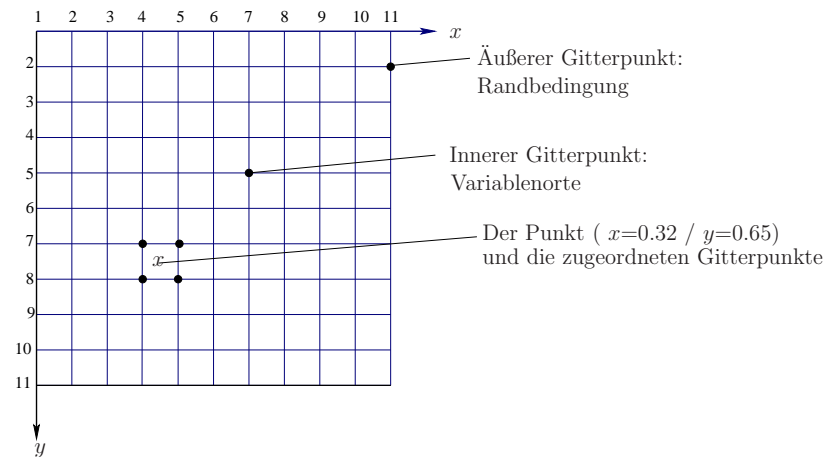 1 2 3 4 5 6 7 8 9 10 11
x
2
Äußerer Gitterpunkt:
Randbedingung
3
4
5
Innerer Gitterpunkt:
Variablenorte
6
7
Der Punkt ( x=0.32 / y=0.65)
und die zugeordneten Gitterpunkte
x
8
9
10
11
y